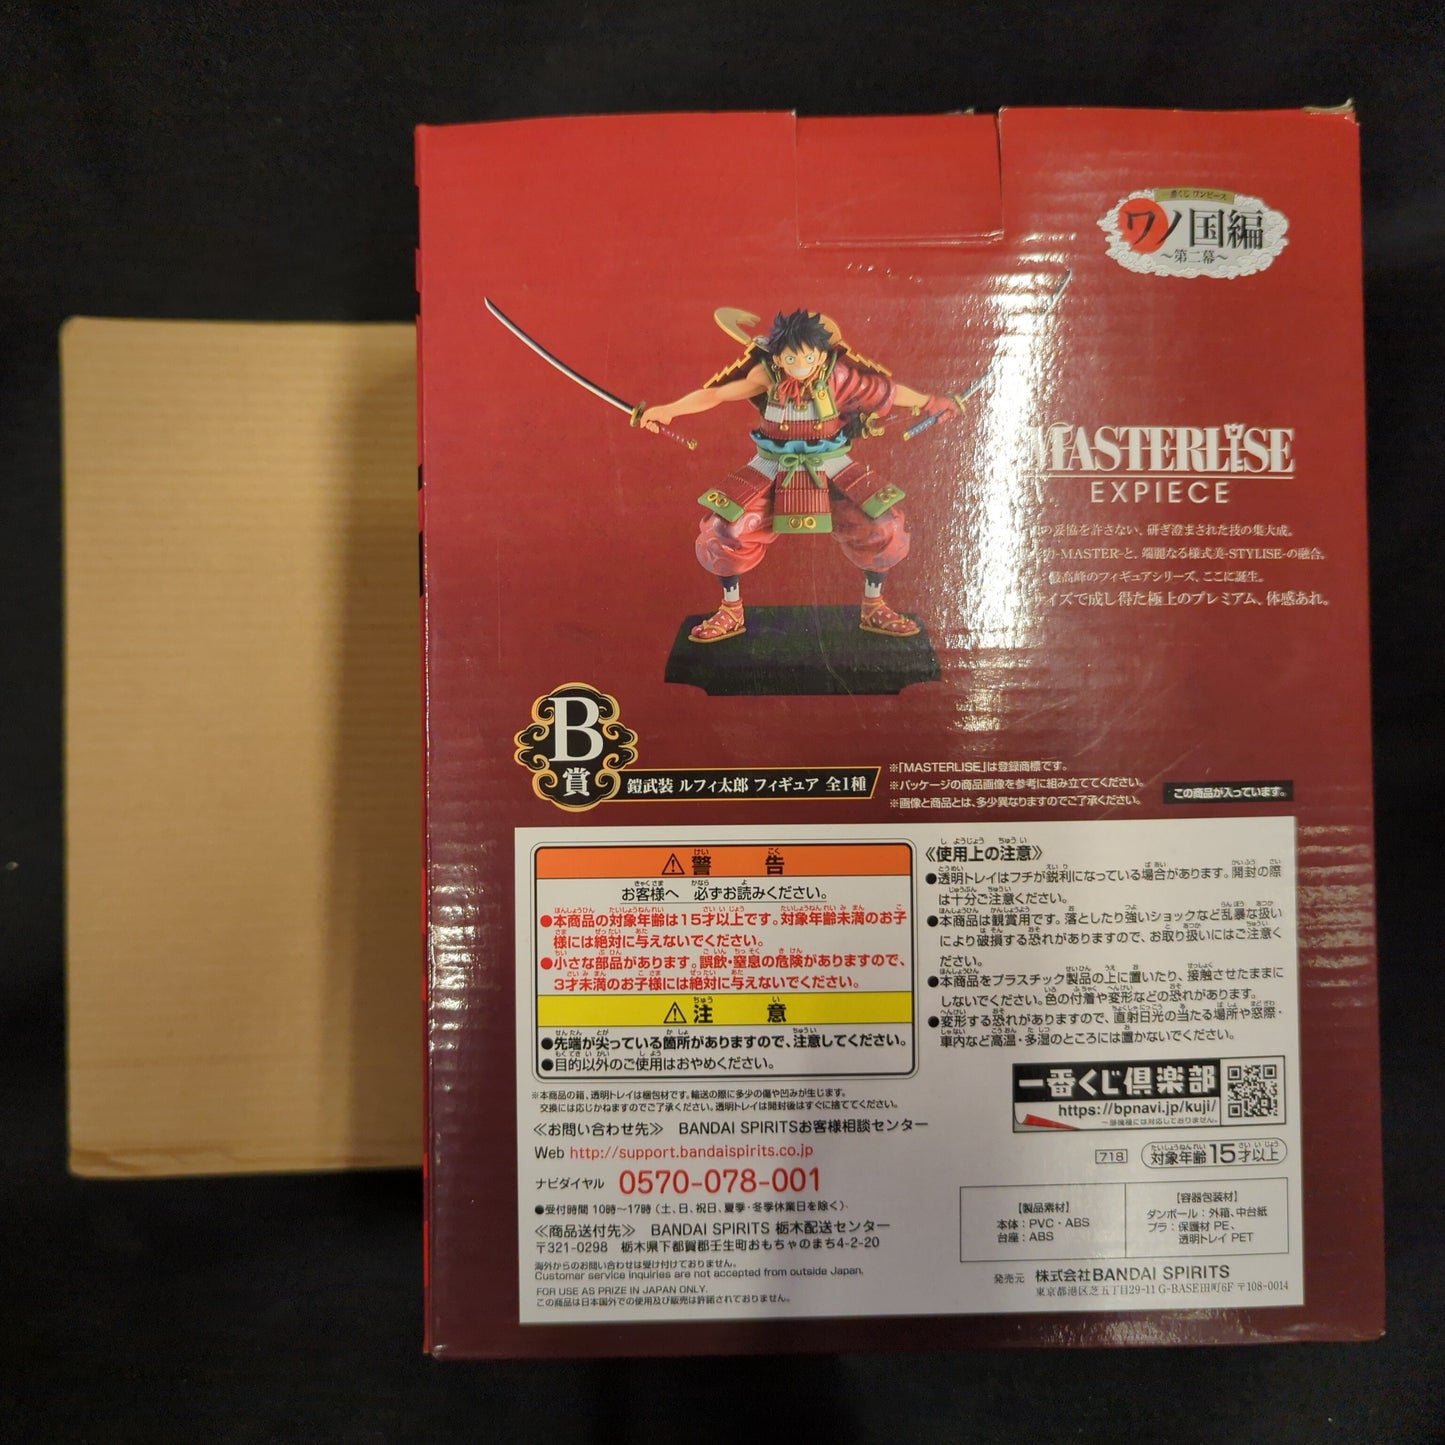 一番くじ ワンピース
ワノ国編
～第二幕～
MASTERLISE
EXPIECE
の妥協を許さない、研ぎ澄まされた技の集大成。
-MASTER-と、端麗なる様式美-STYLISE-の融合。
最高峰のフィギュアシリーズ、ここに誕生。
サイズで成し得た極上のプレミアム、体感あれ。
B
賞
鎧武装 ルフィ太郎 フィギュア 全1種
※「MASTERLISE」は登録商標です。
※パッケージの商品画像を参考に組み立ててください。
※画像と商品とは、多少異なりますのでご了承ください。
この商品が入っています。
⚠警告
お客様へ 必ずお読みください。
●本商品の対象年齢は15才以上です。対象年齢未満のお子
様には絶対に与えないでください。
●小さな部品があります。誤飲・窒息の危険がありますので、
3才未満のお子様には絶対に与えないでください。
⚠注意
●先端が尖っている箇所がありますので、注意してください。
●目的以外のご使用はおやめください。
※本商品の箱、透明トレイは梱包材です。輸送の際に多少の傷や凹みが生じます。
交換には応じかねますのでご了承ください。透明トレイは開封後はすぐに捨ててください。
≪お問い合わせ先≫ BANDAI SPIRITSお客様相談センター
Web http://support.bandaispirits.co.jp
ナビダイヤル 0570-078-001
●受付時間 10時～17時（土、日、祝日、夏季・冬季休業日を除く）
≪商品送付先≫ BANDAI SPIRITS 栃木配送センター
〒321-0298 栃木県下都賀郡壬生町おもちゃのまち4-2-20
海外からのお問い合わせは受け付けておりません。
Customer service inquiries are not accepted from outside Japan.
FOR USE AS PRIZE IN JAPAN ONLY.
この商品は日本国外での使用及び販売は許諾されておりません。
≪使用上の注意≫
●透明トレイはフチが鋭利になっている場合があります。開封の際
は十分ご注意ください。
●本商品は観賞用です。落としたり強いショックなど乱暴な扱い
により破損する恐れがありますので、お取り扱いにはご注意く
ださい。
●本商品をプラスチック製品の上に置いたり、接触させたままに
しないでください。色の付着や変形などの恐れがあります。
●変形する恐れがありますので、直射日光の当たる場所や窓際・
車内など高温・多湿のところには置かないでください。
一番くじ倶楽部
https://bpnavi.jp/kuji/
一部機種には対応しておりません。
718
対象年齢15才以上
【製品素材】
本体：PVC・ABS
台座：ABS
【容器包装材】
ダンボール：外箱、中台紙
プラ：保護材 PE、
透明トレイ PET
発売元 株式会社BANDAI SPIRITS
東京都港区芝五丁目29-11 G-BASE田町6F 〒108-0014